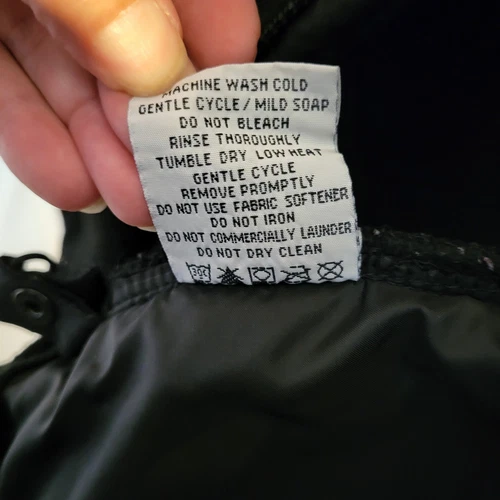 MACHINE WASH COLD
GENTLE CYCLE / MILD SOAP
DO NOT BLEACH
RINSE THOROUGHLY
TUMBLE DRY LOW HEAT
GENTLE CYCLE
REMOVE PROMPTLY
DO NOT USE FABRIC SOFTENER
DO NOT IRON
DO NOT COMMERCIALLY LAUNDER
DO NOT DRY CLEAN
30C